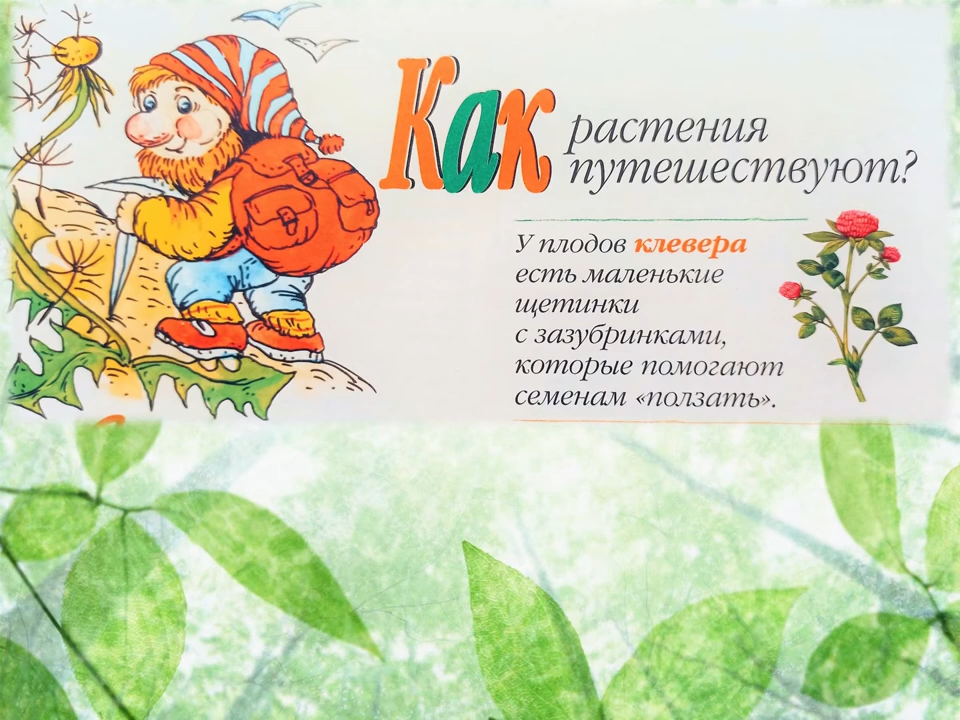 Как растения
путешествуют?
У плодов клевера
есть маленькие
щетинки
с зазубринками,
которые помогают
семенам «ползать».